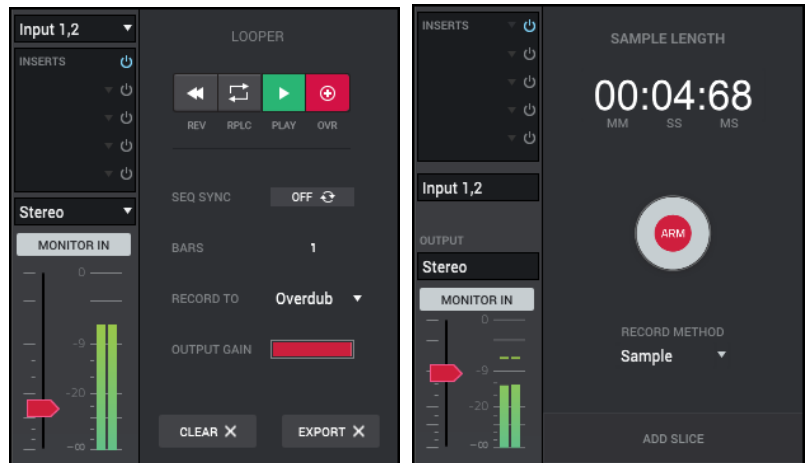 Input 1,2
INSERTS
Stereo
MONITOR IN
0
-9
-20
-∞
LOOPER
REV RPLC PLAY OVR
SEQ SYNC OFF
BARS 1
RECORD TO Overdub
OUTPUT GAIN
CLEAR X EXPORT X
INSERTS
Input 1,2
OUTPUT
Stereo
MONITOR IN
0
-9
-20
-∞
SAMPLE LENGTH
00:04:68
MM SS MS
ARM
RECORD METHOD
Sample
ADD SLICE